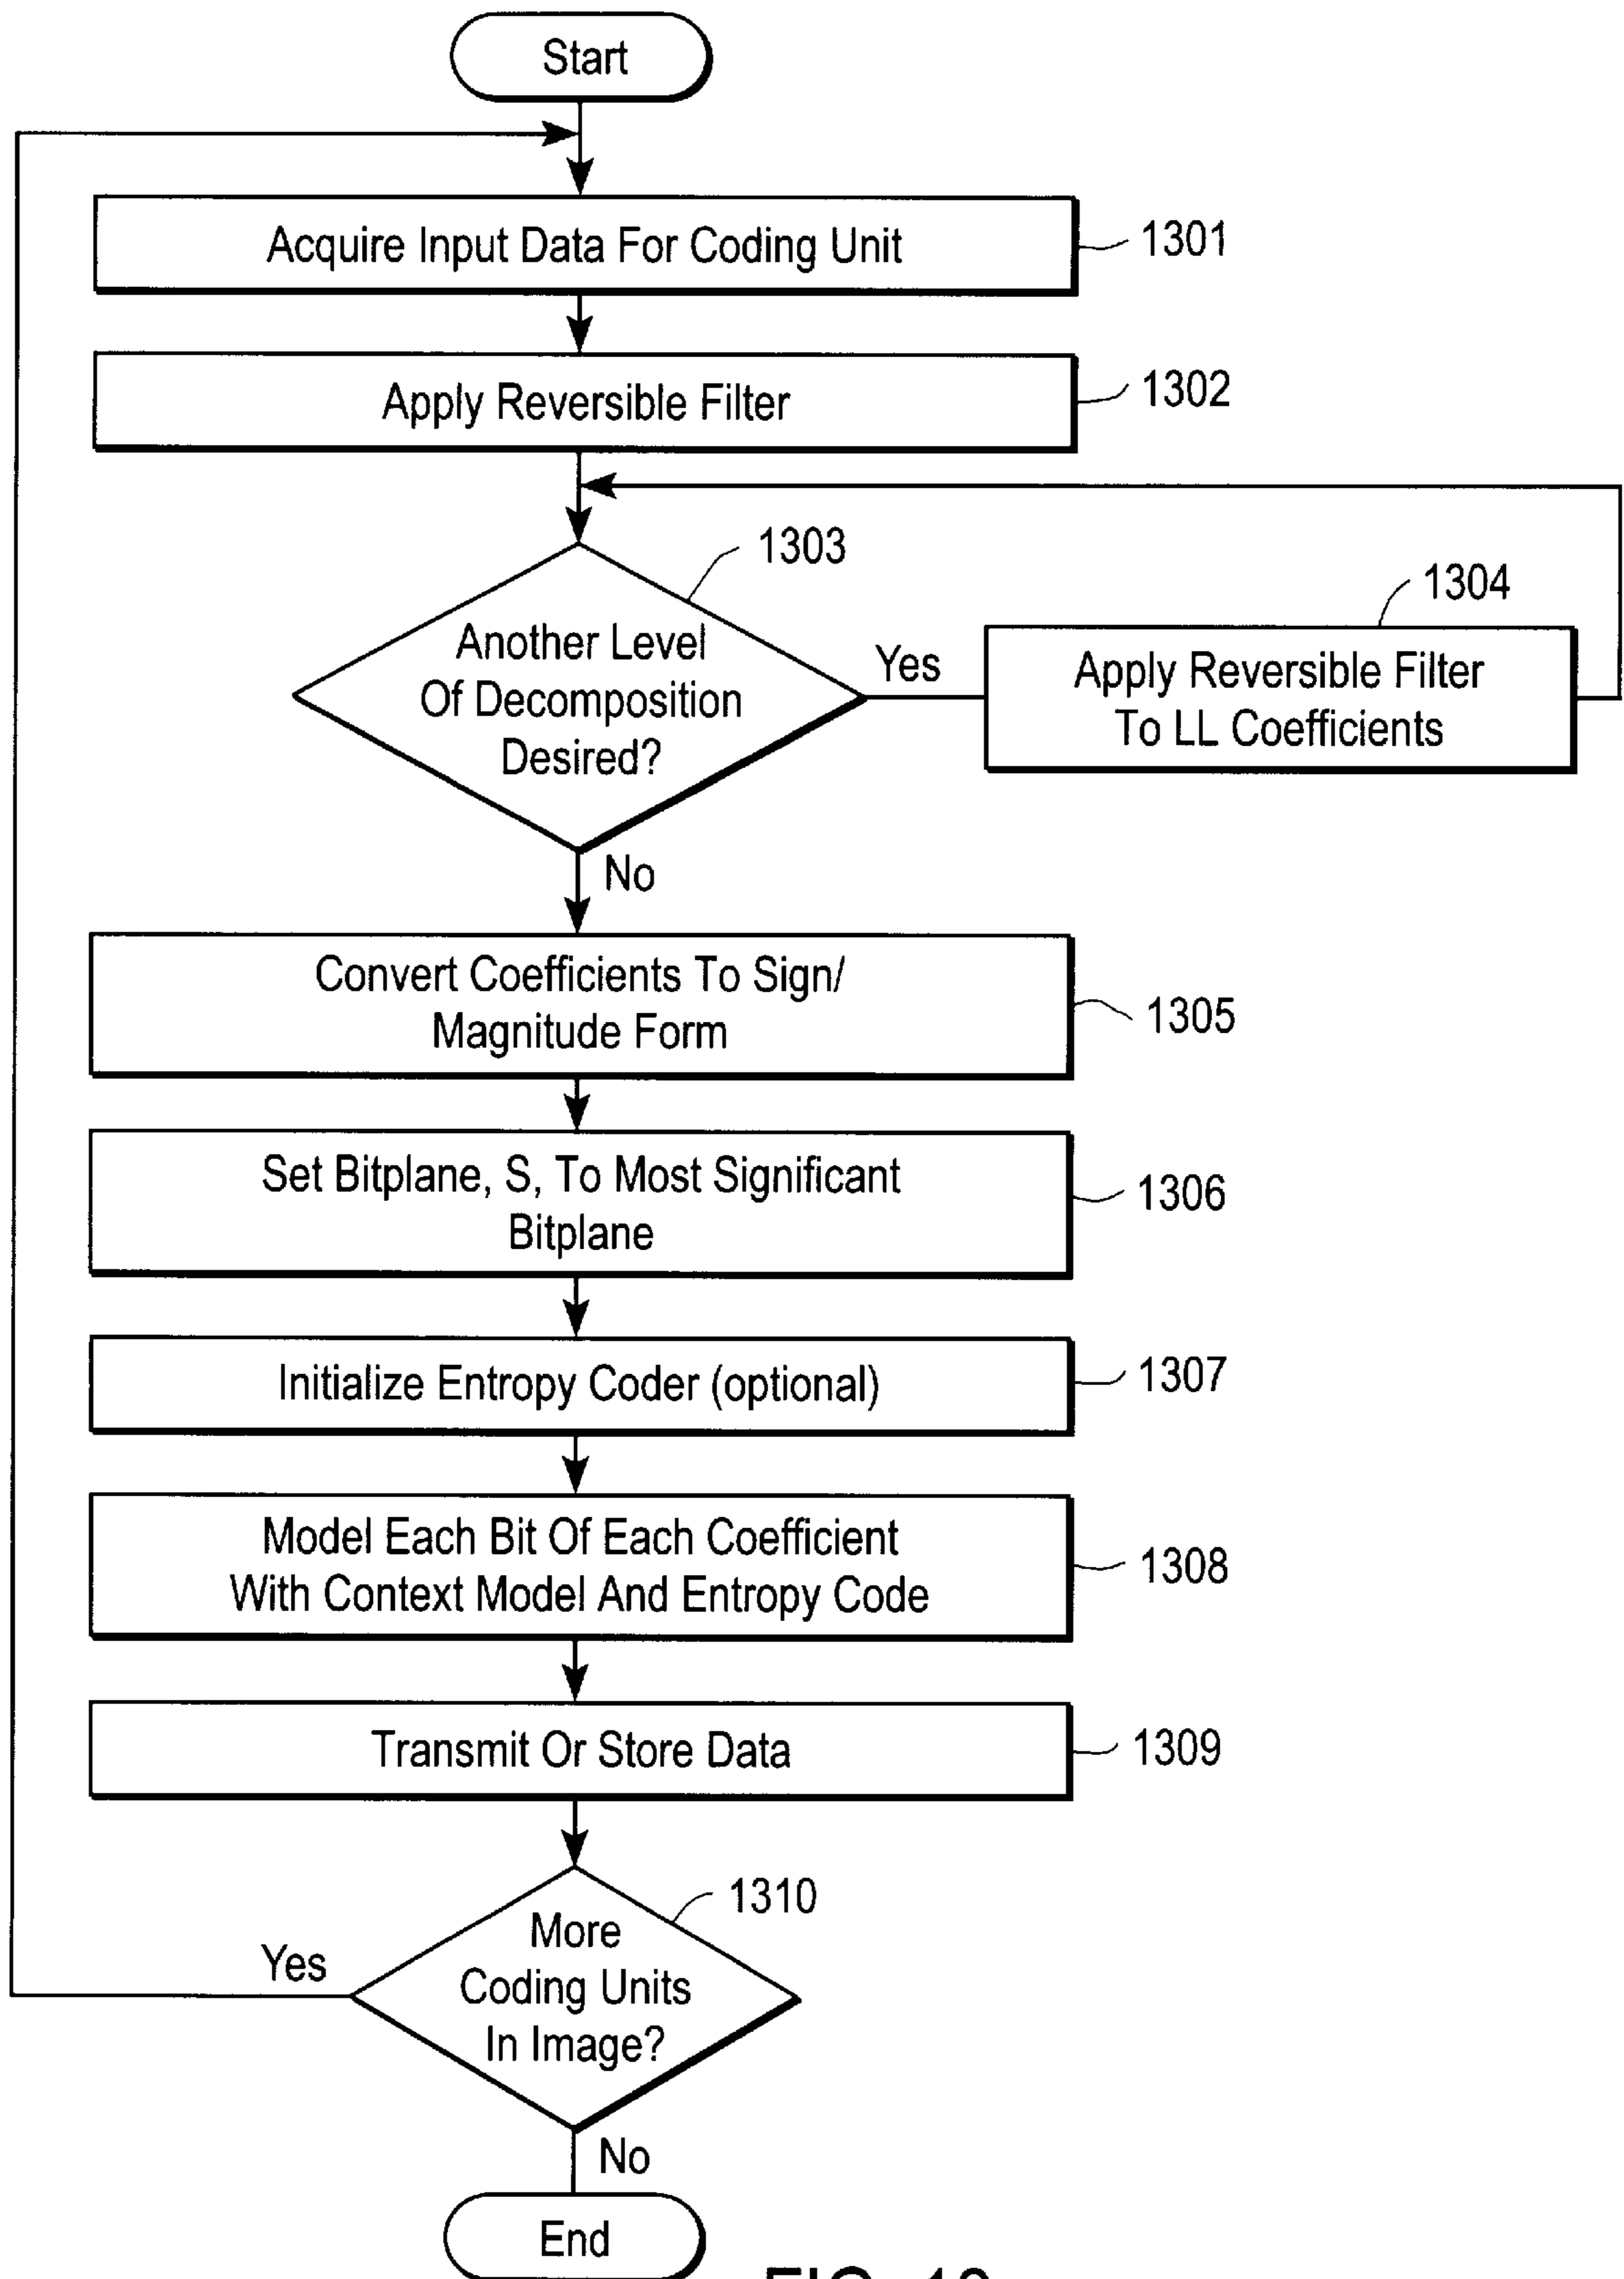 Start
Acquire Input Data For Coding Unit
1301
Apply Reversible Filter
1302
1303
Another Level
Of Decomposition
Desired?
Yes
1304
Apply Reversible Filter
To LL Coefficients
No
Convert Coefficients To Sign/
Magnitude Form
1305
Set Bitplane, S, To Most Significant
Bitplane
1306
Initialize Entropy Coder (optional)
1307
Model Each Bit Of Each Coefficient
With Context Model And Entropy Code
1308
Transmit Or Store Data
1309
1310
More
Coding Units
In Image?
Yes
No
End